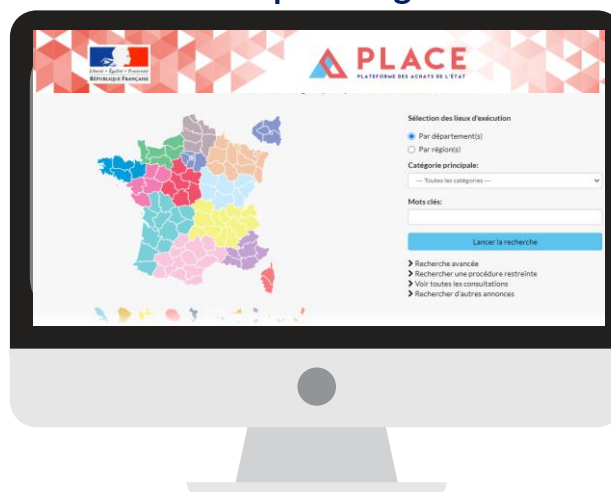 Liberté • Égalité • Fraternité
RÉPUBLIQUE FRANÇAISE
PLACE
PLATEFORME DES ACHATS DE L'ÉTAT
Sélection des lieux d'exécution
Par département(s)
Par région(s)
Catégorie principale:
--- Toutes les catégories ---
Mots clés:
Lancer la recherche
Recherche avancée
Rechercher une procédure restreinte
Voir toutes les consultations
Rechercher d'autres annonces